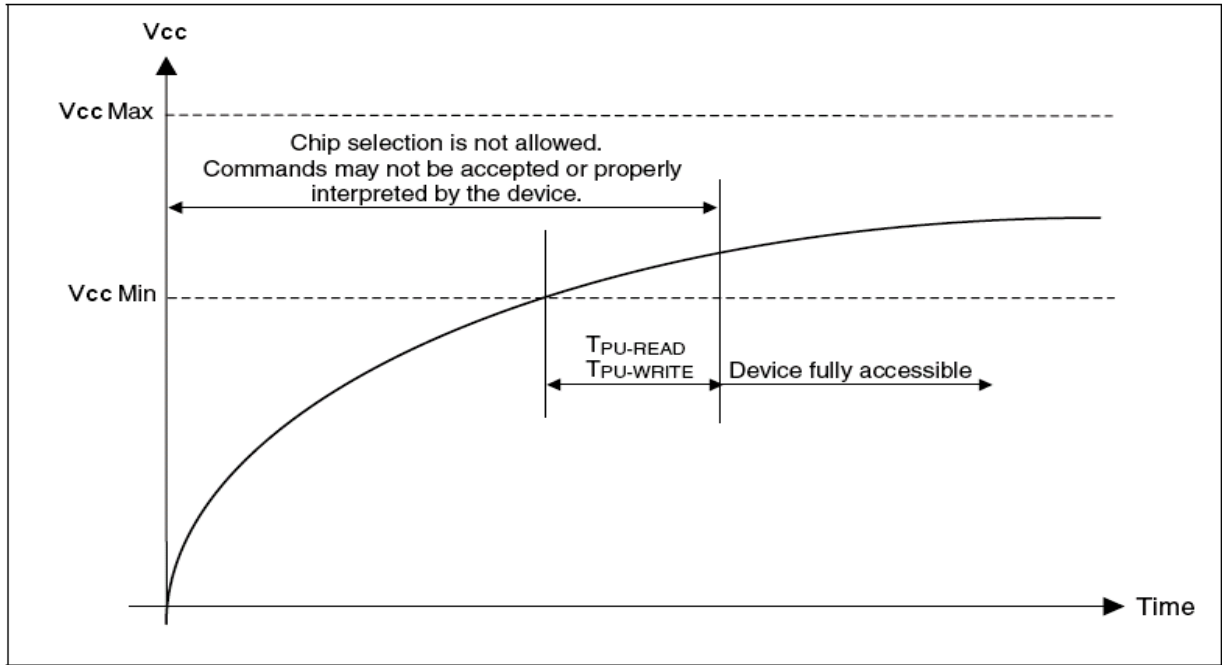 Vcc
Vcc Max
Chip selection is not allowed.
Commands may not be accepted or properly
interpreted by the device.
Vcc Min
TPU-READ
TPU-WRITE
Device fully accessible
Time